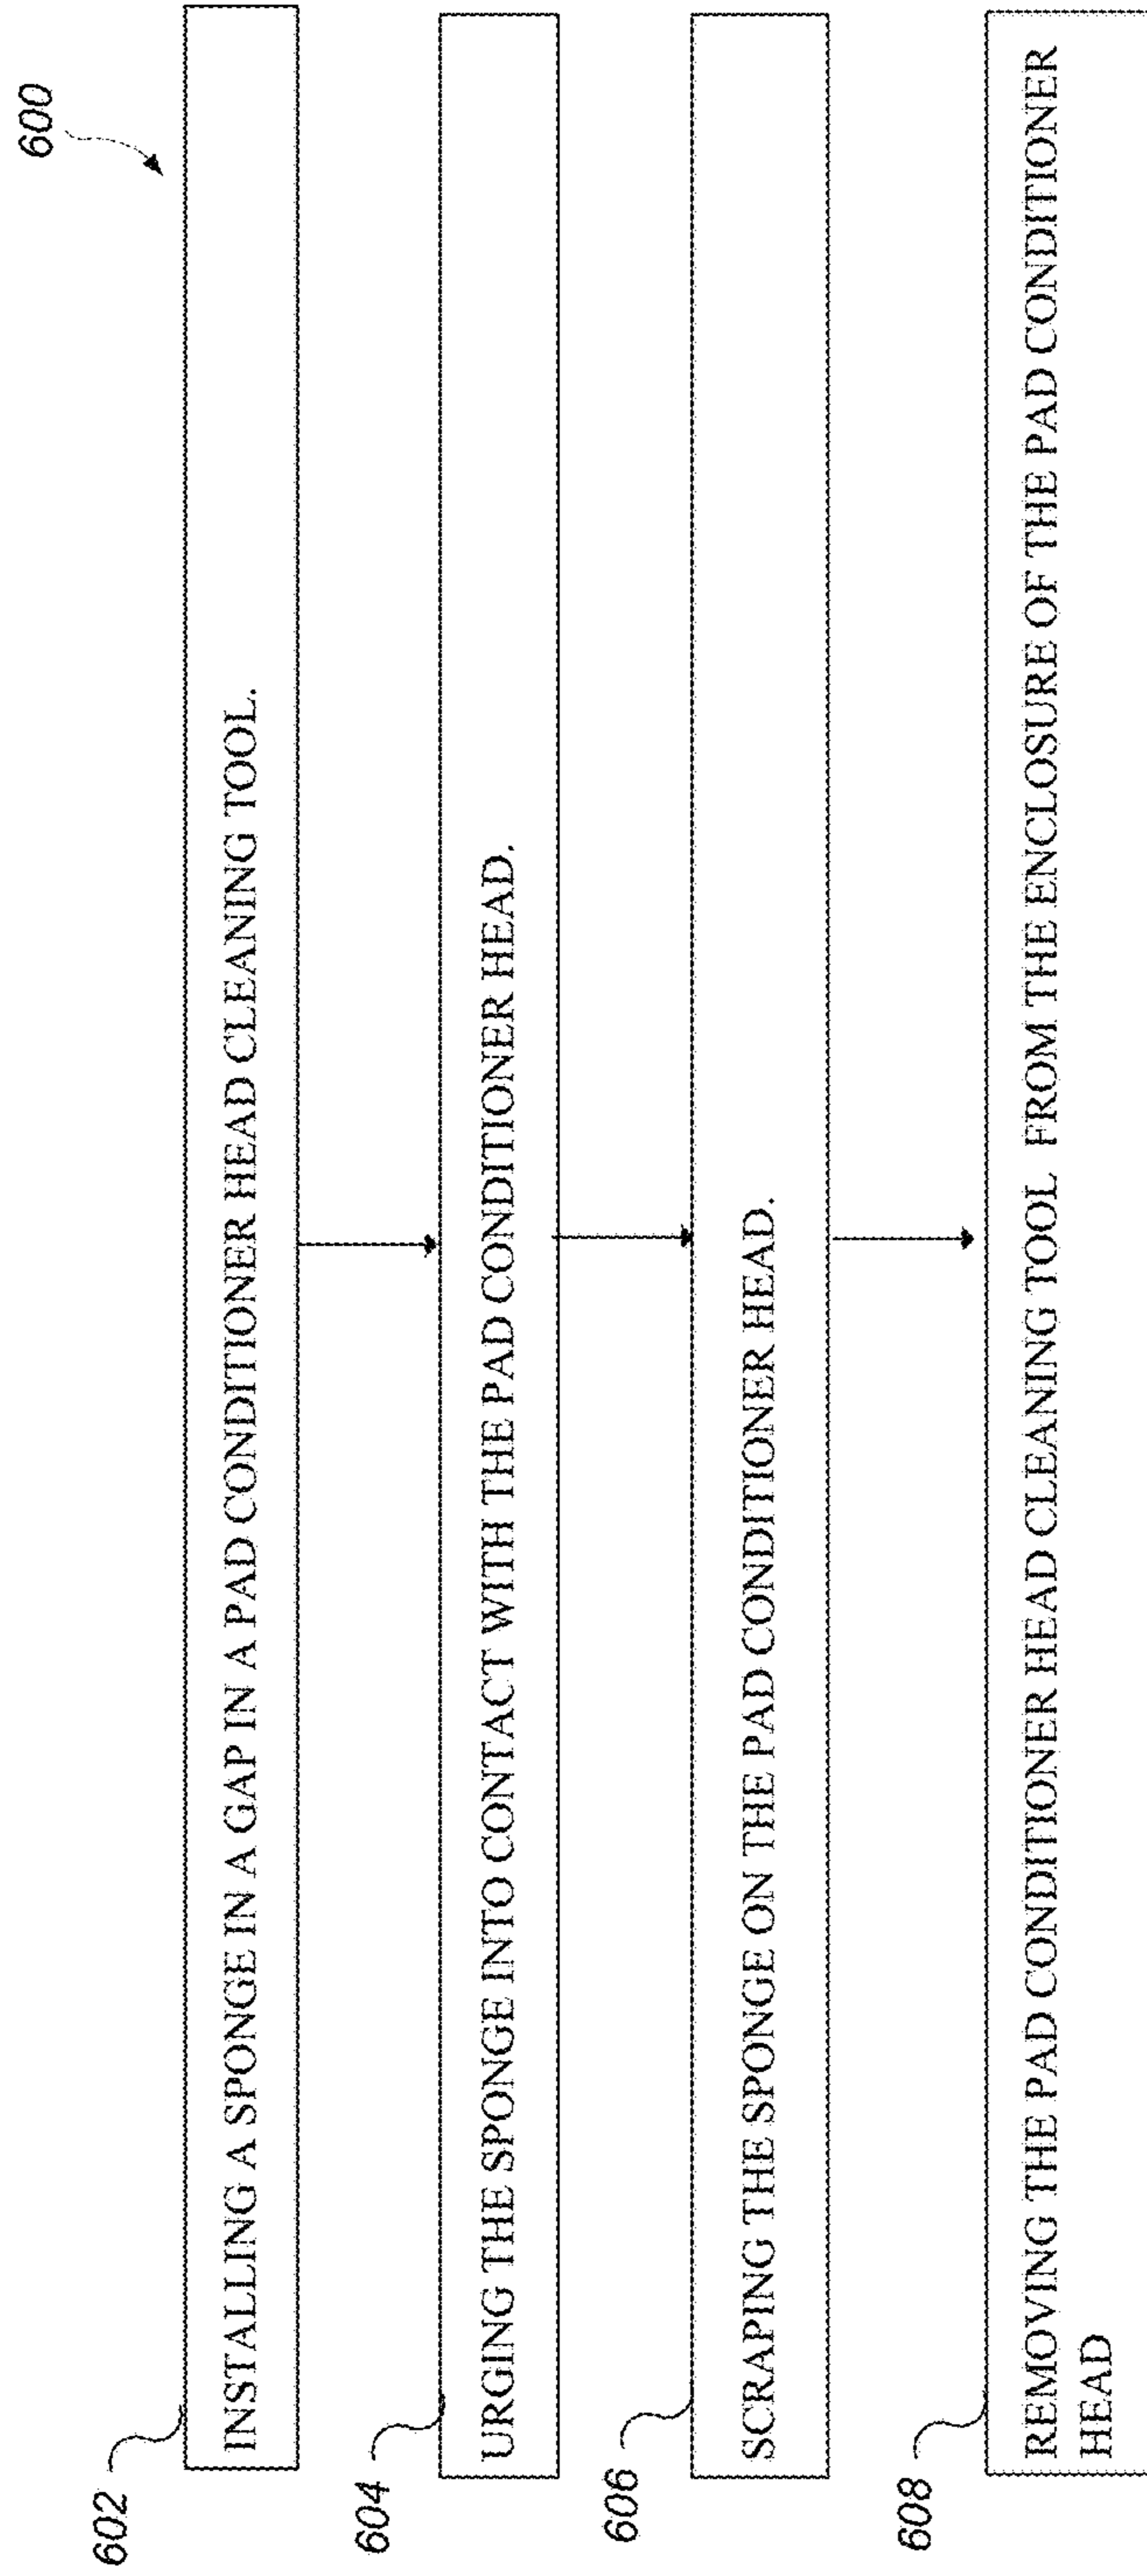 600
602
INSTALLING A SPONGE IN A GAP IN A PAD CONDITIONER HEAD CLEANING TOOL.
604
URGING THE SPONGE INTO CONTACT WITH THE PAD CONDITIONER HEAD.
606
SCRAPING THE SPONGE ON THE PAD CONDITIONER HEAD.
608
REMOVING THE PAD CONDITIONER HEAD CLEANING TOOL FROM THE ENCLOSURE OF THE PAD CONDITIONER
HEAD